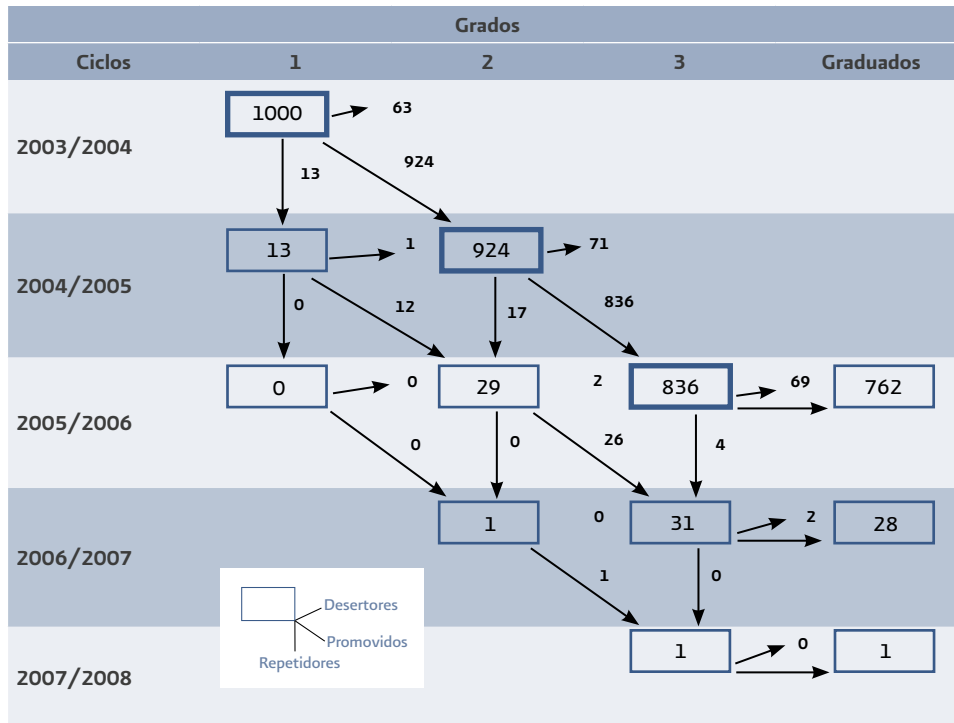 Grados
Ciclos 1 2 3 Graduados
1000 63
2003/2004
924
13
13 1 924 71
2004/2005
0 12 17 836
0 0 29 2 836 69 762
2005/2006
0 0 26 4
1 0 31 2 28
2006/2007
1 0
Desertores
Promovidos
Repetidores
1 0 1
2007/2008